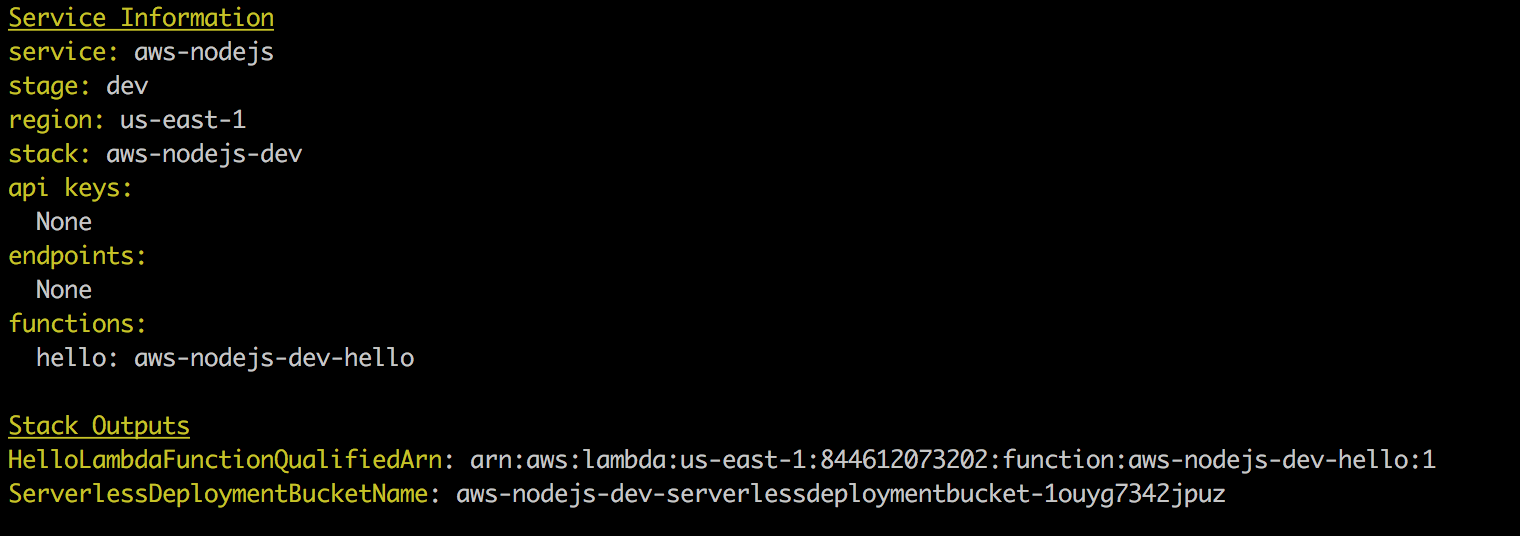 Service Information
service: aws-nodejs
stage: dev
region: us-east-1
stack: aws-nodejs-dev
api keys:
  None
endpoints:
  None
functions:
  hello: aws-nodejs-dev-hello

Stack Outputs
HelloLambdaFunctionQualifiedArn: arn:aws:lambda:us-east-1:844612073202:function:aws-nodejs-dev-hello:1
ServerlessDeploymentBucketName: aws-nodejs-dev-serverlessdeploymentbucket-1ouyg7342jpuz